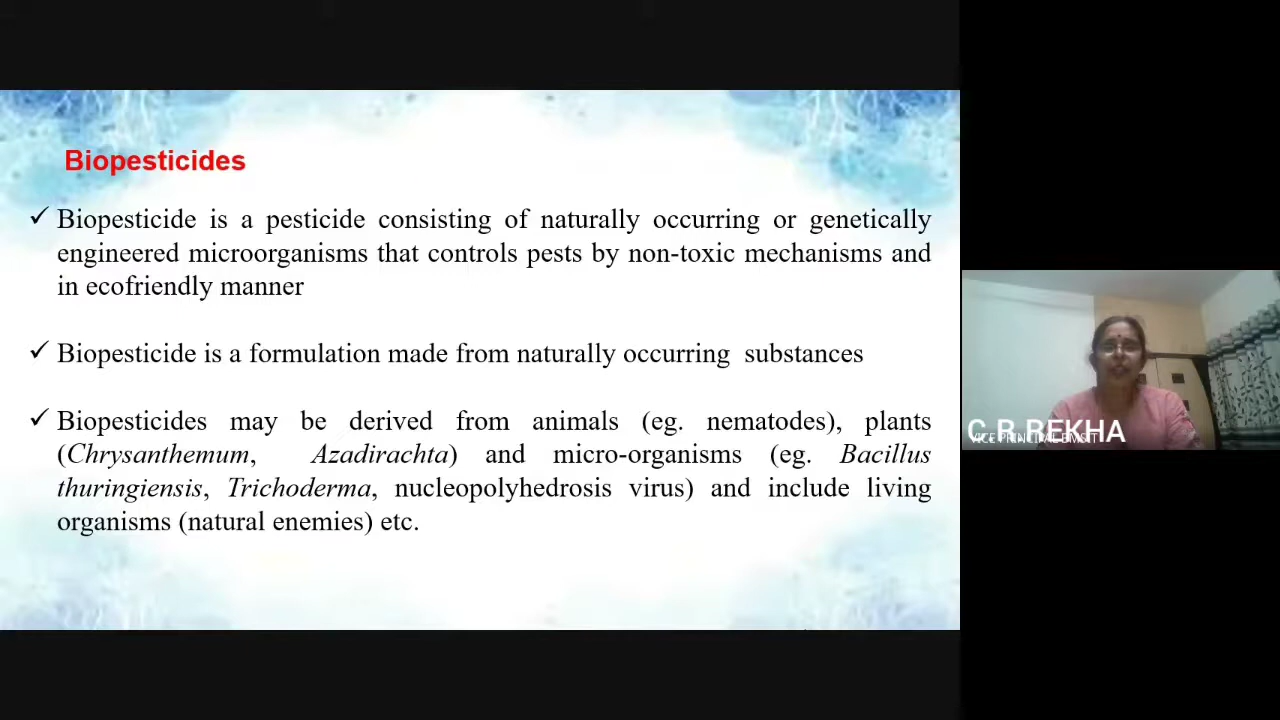 Biopesticides
✓ Biopesticide is a pesticide consisting of naturally occurring or genetically
engineered microorganisms that controls pests by non-toxic mechanisms and
in ecofriendly manner
✓ Biopesticide is a formulation made from naturally occurring substances
✓ Biopesticides may be derived from animals (eg. nematodes), plants
(Chrysanthemum, Azadirachta) and micro-organisms (eg. Bacillus
thuringiensis, Trichoderma, nucleopolyhedrosis virus) and include living
organisms (natural enemies) etc.
C R REKHA
VICE PRINCIPAL